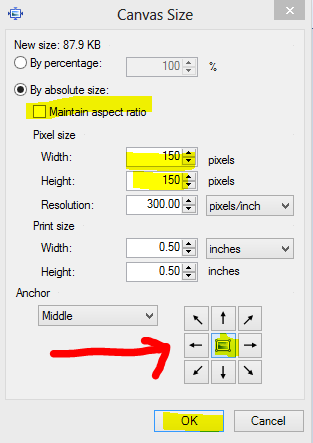 Canvas Size
New size: 87.9 KB
By percentage: 100 %
By absolute size:
Maintain aspect ratio
Pixel size
Width: 150 pixels
Height: 150 pixels
Resolution: 300.00 pixels/inch
Print size
Width: 0.50 inches
Height: 0.50 inches
Anchor
Middle
OK Cancel